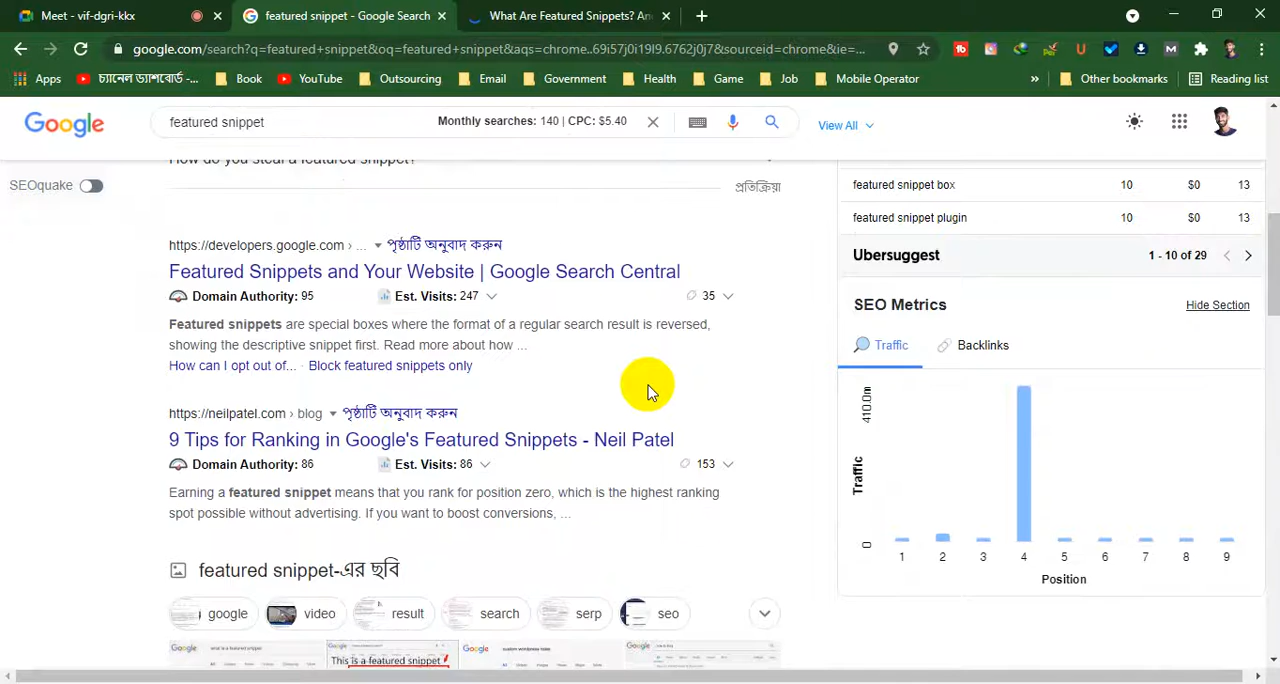 Meet - vif-dgri-kkx
featured snippet - Google Search
What Are Featured Snippets? An
google.com/search?q=featured+snippet&oq=featured+snippet&aqs=chrome..69i57j0i19l9.6762j0j7&sourceid=chrome&ie=...
Apps
চ্যানেল ড্যাশবোর্ড -...
Book
YouTube
Outsourcing
Email
Government
Health
Game
Job
Mobile Operator
»
Other bookmarks
Reading list
Google
featured snippet
Monthly searches: 140 | CPC: $5.40
View All
SEOquake
How do you steal a featured snippet?
প্রতিক্রিয়া
https://developers.google.com › ...
পৃষ্ঠাটি অনুবাদ করুন
Featured Snippets and Your Website | Google Search Central
Domain Authority: 95
Est. Visits: 247
35
Featured snippets are special boxes where the format of a regular search result is reversed,
showing the descriptive snippet first. Read more about how ...
How can I opt out of... · Block featured snippets only
https://neilpatel.com › blog
পৃষ্ঠাটি অনুবাদ করুন
9 Tips for Ranking in Google's Featured Snippets - Neil Patel
Domain Authority: 86
Est. Visits: 86
153
Earning a featured snippet means that you rank for position zero, which is the highest ranking
spot possible without advertising. If you want to boost conversions, ...
featured snippet-এর ছবি
google
video
result
search
serp
seo
This is a featured snippet
featured snippet box 10 $0 13
featured snippet plugin 10 $0 13
Ubersuggest
1 - 10 of 29
SEO Metrics
Hide Section
Traffic
Backlinks
410.0m
Traffic
0
1 2 3 4 5 6 7 8 9
Position